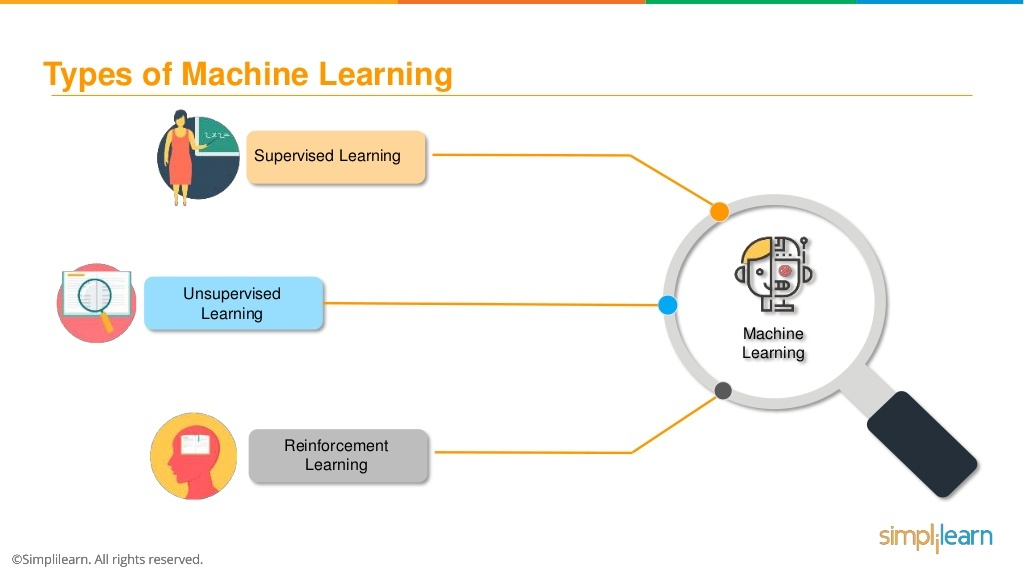 Types of Machine Learning
Supervised Learning
Unsupervised
Learning
Reinforcement
Learning
Machine
Learning
simplilearn
©Simplilearn. All rights reserved.